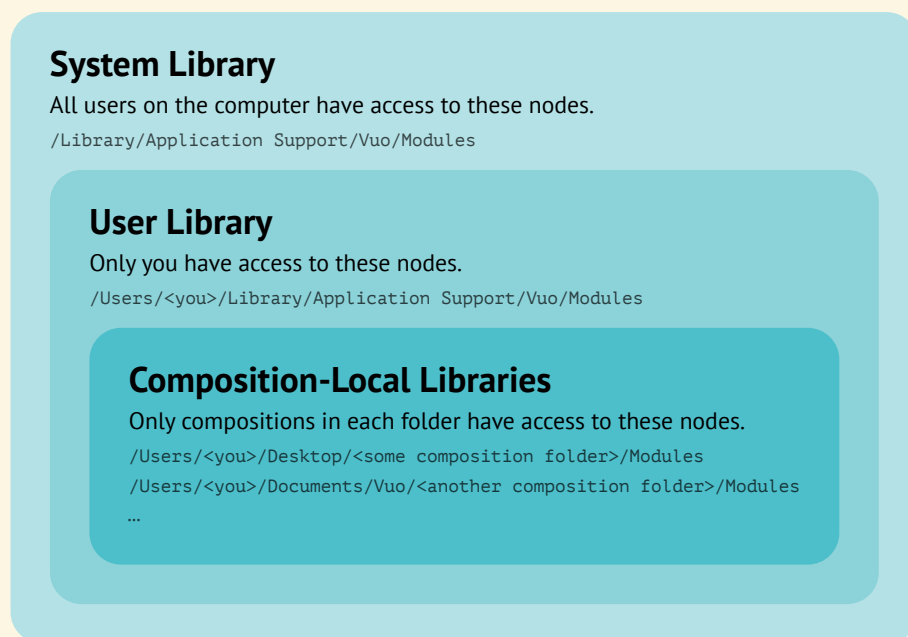 System Library
All users on the computer have access to these nodes.
/Library/Application Support/Vuo/Modules
User Library
Only you have access to these nodes.
/Users/<you>/Library/Application Support/Vuo/Modules
Composition-Local Libraries
Only compositions in each folder have access to these nodes.
/Users/<you>/Desktop/<some composition folder>/Modules
/Users/<you>/Documents/Vuo/<another composition folder>/Modules
…